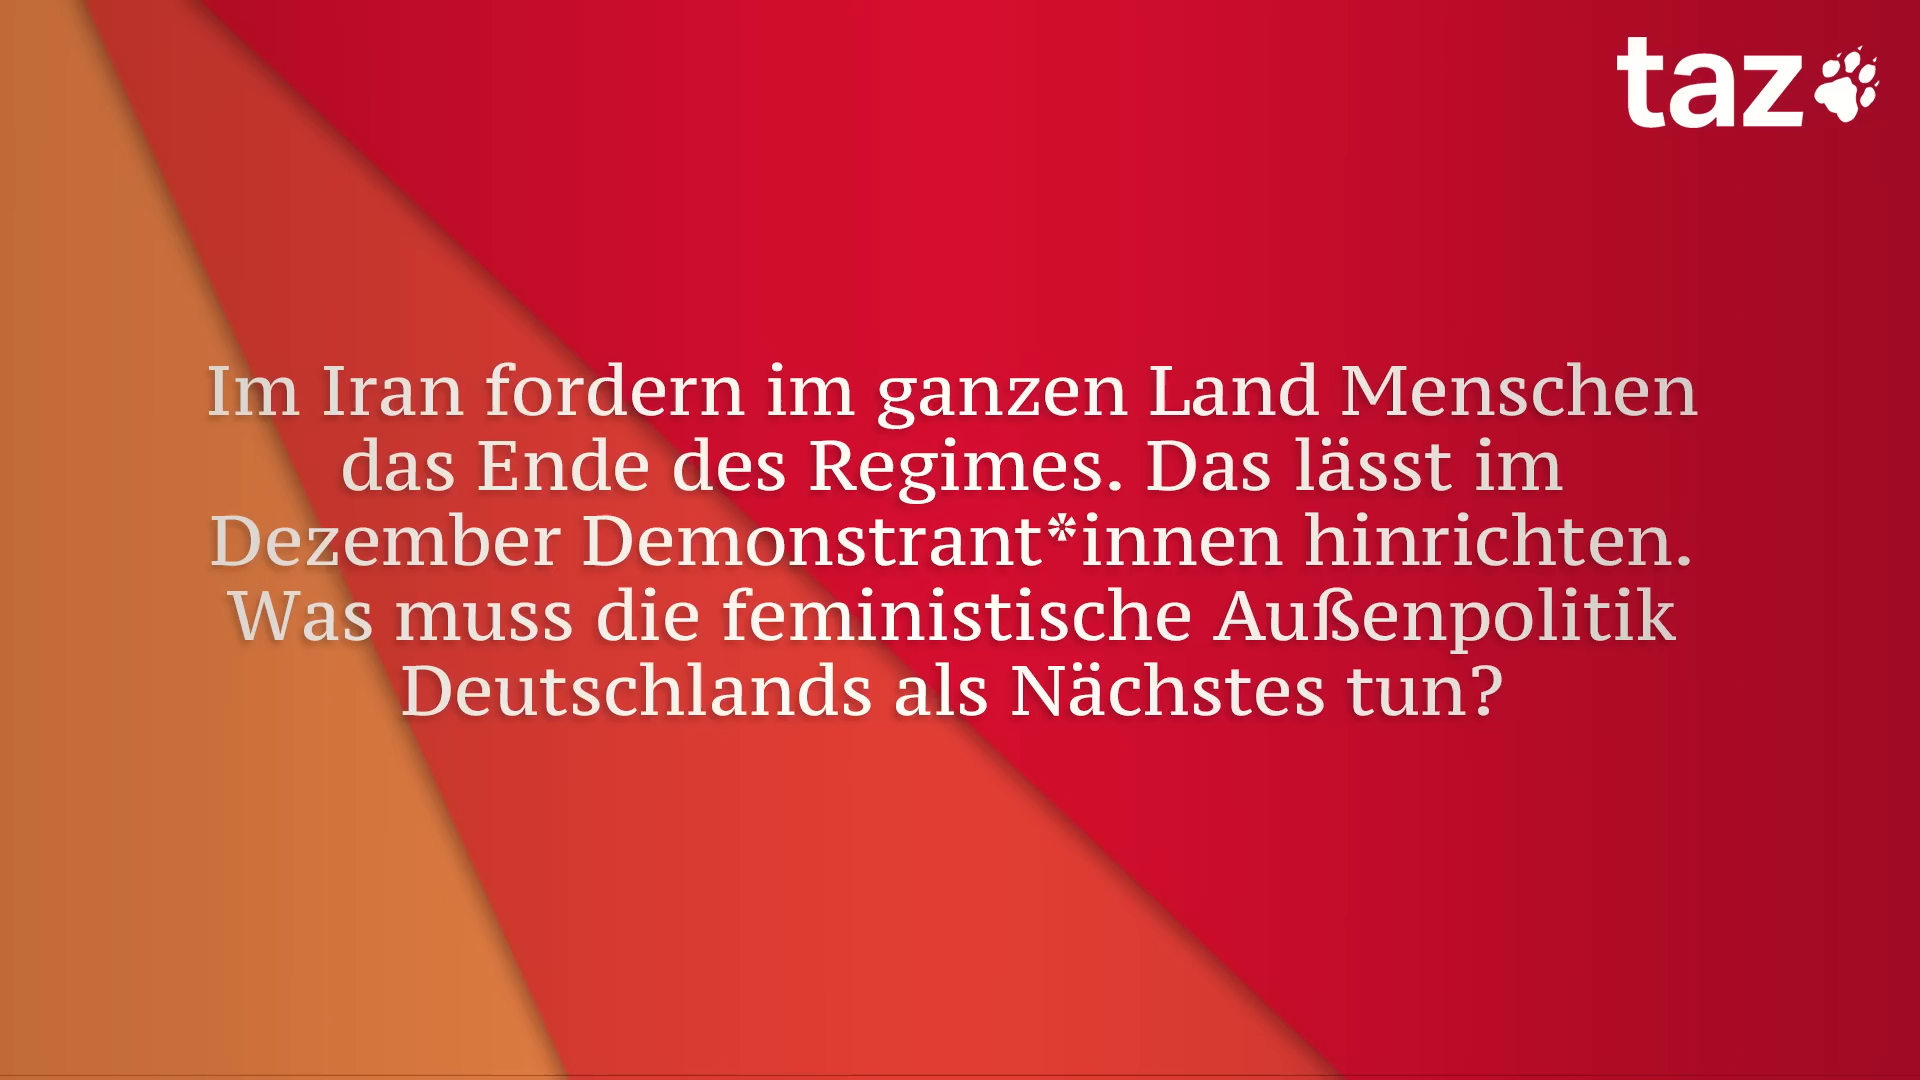 taz
Im Iran fordern im ganzen Land Menschen
das Ende des Regimes. Das lässt im
Dezember Demonstrant*innen hinrichten.
Was muss die feministische Außenpolitik
Deutschlands als Nächstes tun?